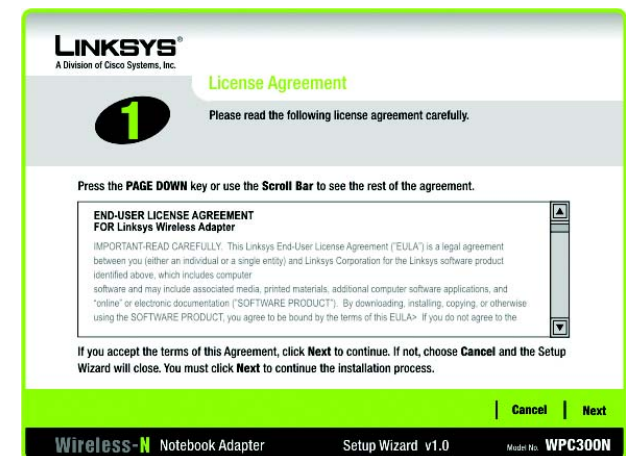 LINKSYS®
A Division of Cisco Systems, Inc.
License Agreement
1
Please read the following license agreement carefully.
Press the PAGE DOWN key or use the Scroll Bar to see the rest of the agreement.
END-USER LICENSE AGREEMENT
FOR Linksys Wireless Adapter
IMPORTANT-READ CAREFULLY. This Linksys End-User License Agreement ("EULA") is a legal agreement
between you (either an individual or a single entity) and Linksys Corporation for the Linksys software product
identified above, which includes computer
software and may include associated media, printed materials, additional computer software applications, and
"online" or electronic documentation ("SOFTWARE PRODUCT"). By downloading, installing, copying, or otherwise
using the SOFTWARE PRODUCT, you agree to be bound by the terms of this EULA> If you do not agree to the
If you accept the terms of this Agreement, click Next to continue. If not, choose Cancel and the Setup
Wizard will close. You must click Next to continue the installation process.
Cancel Next
Wireless-N Notebook Adapter Setup Wizard v1.0 Model No. WPC300N